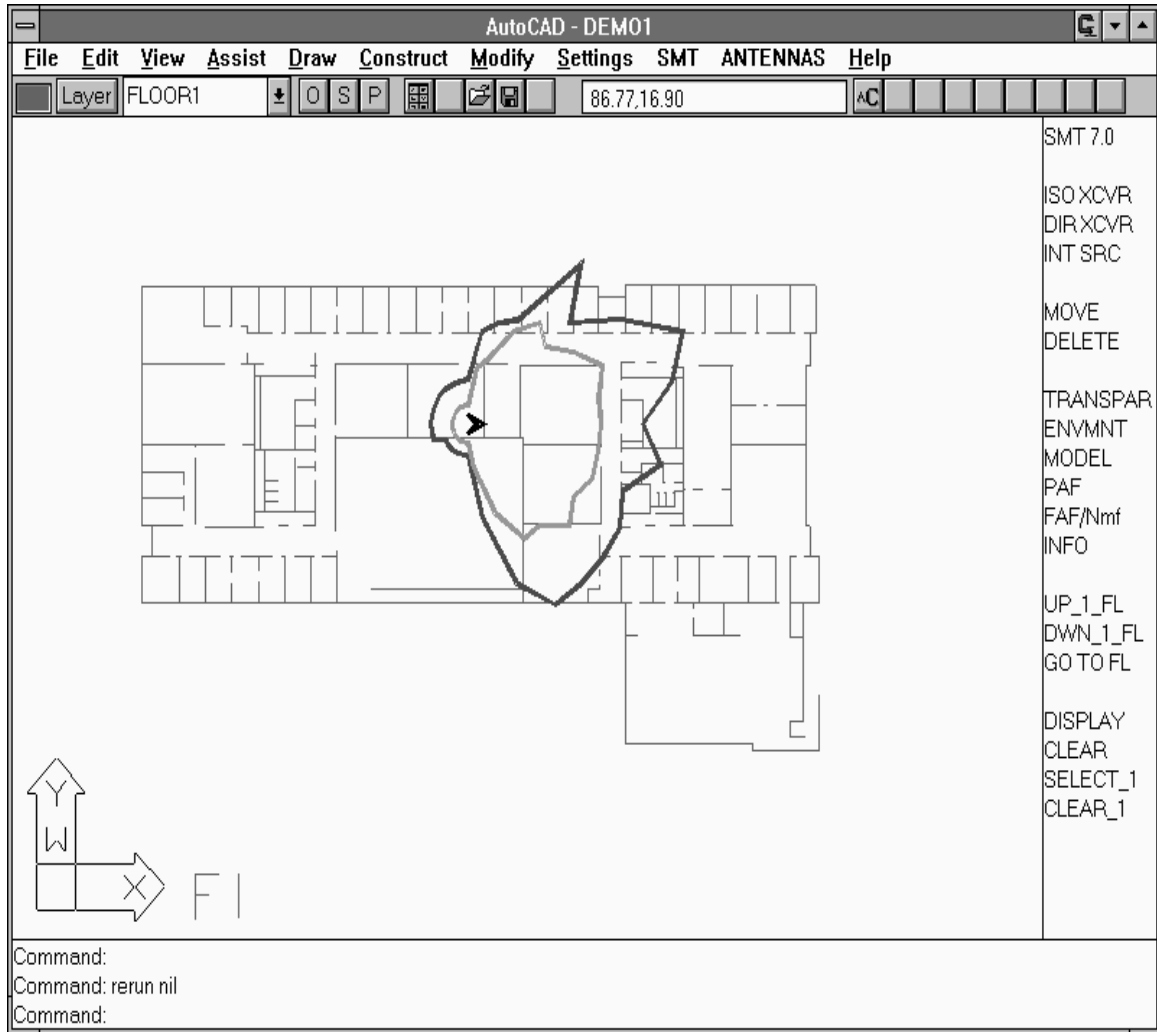 AutoCAD - DEMO1
File Edit View Assist Draw Construct Modify Settings SMT ANTENNAS Help
Layer FLOOR1 O S P 86.77,16.90 ^C
SMT 7.0
ISO XCVR
DIR XCVR
INT SRC
MOVE
DELETE
TRANSPAR
ENVMNT
MODEL
PAF
FAF/Nmf
INFO
UP_1_FL
DWN_1_FL
GO TO FL
DISPLAY
CLEAR
SELECT_1
CLEAR_1
Y
W
X
F1
Command:
Command: rerun nil
Command: